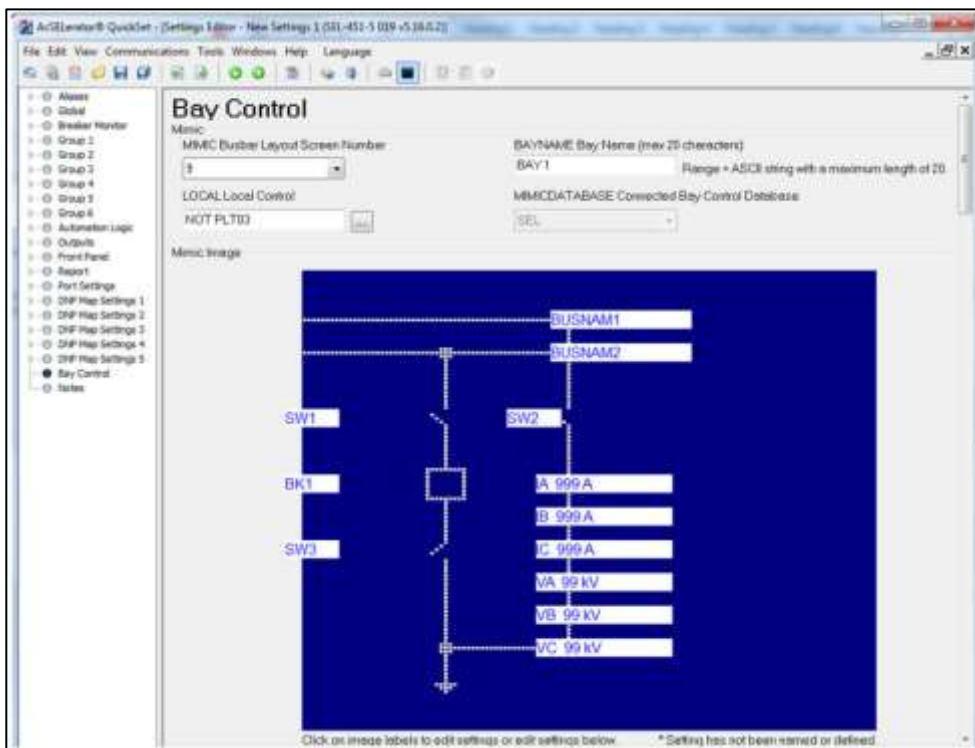 AcSELerator® QuickSet - [Settings Editor - New Settings 1 (SEL-451-5 019 v5.18.0.2)]
File Edit View Communications Tools Windows Help Language
Aliases
Global
Breaker Monitor
Group 1
Group 2
Group 3
Group 4
Group 5
Group 6
Automation Logic
Outputs
Front Panel
Report
Port Settings
DNP Map Settings 1
DNP Map Settings 2
DNP Map Settings 3
DNP Map Settings 4
DNP Map Settings 5
Bay Control
Notes
Bay Control
Mimic
MIMIC Busbar Layout Screen Number
BAYNAME Bay Name (max 20 characters)
BAY 1
Range = ASCII string with a maximum length of 20.
LOCAL Local Control
MIMICDATABASE Connected Bay Control Database
NOT PLT03
...
SEL
Mimic Image
BUSNAM1
BUSNAM2
SW1
SW2
BK1
IA 999 A
IB 999 A
SW3
IC 999 A
VA 99 kV
VB 99 kV
VC 99 kV
Click on image labels to edit settings or edit settings below.
* Setting has not been named or defined